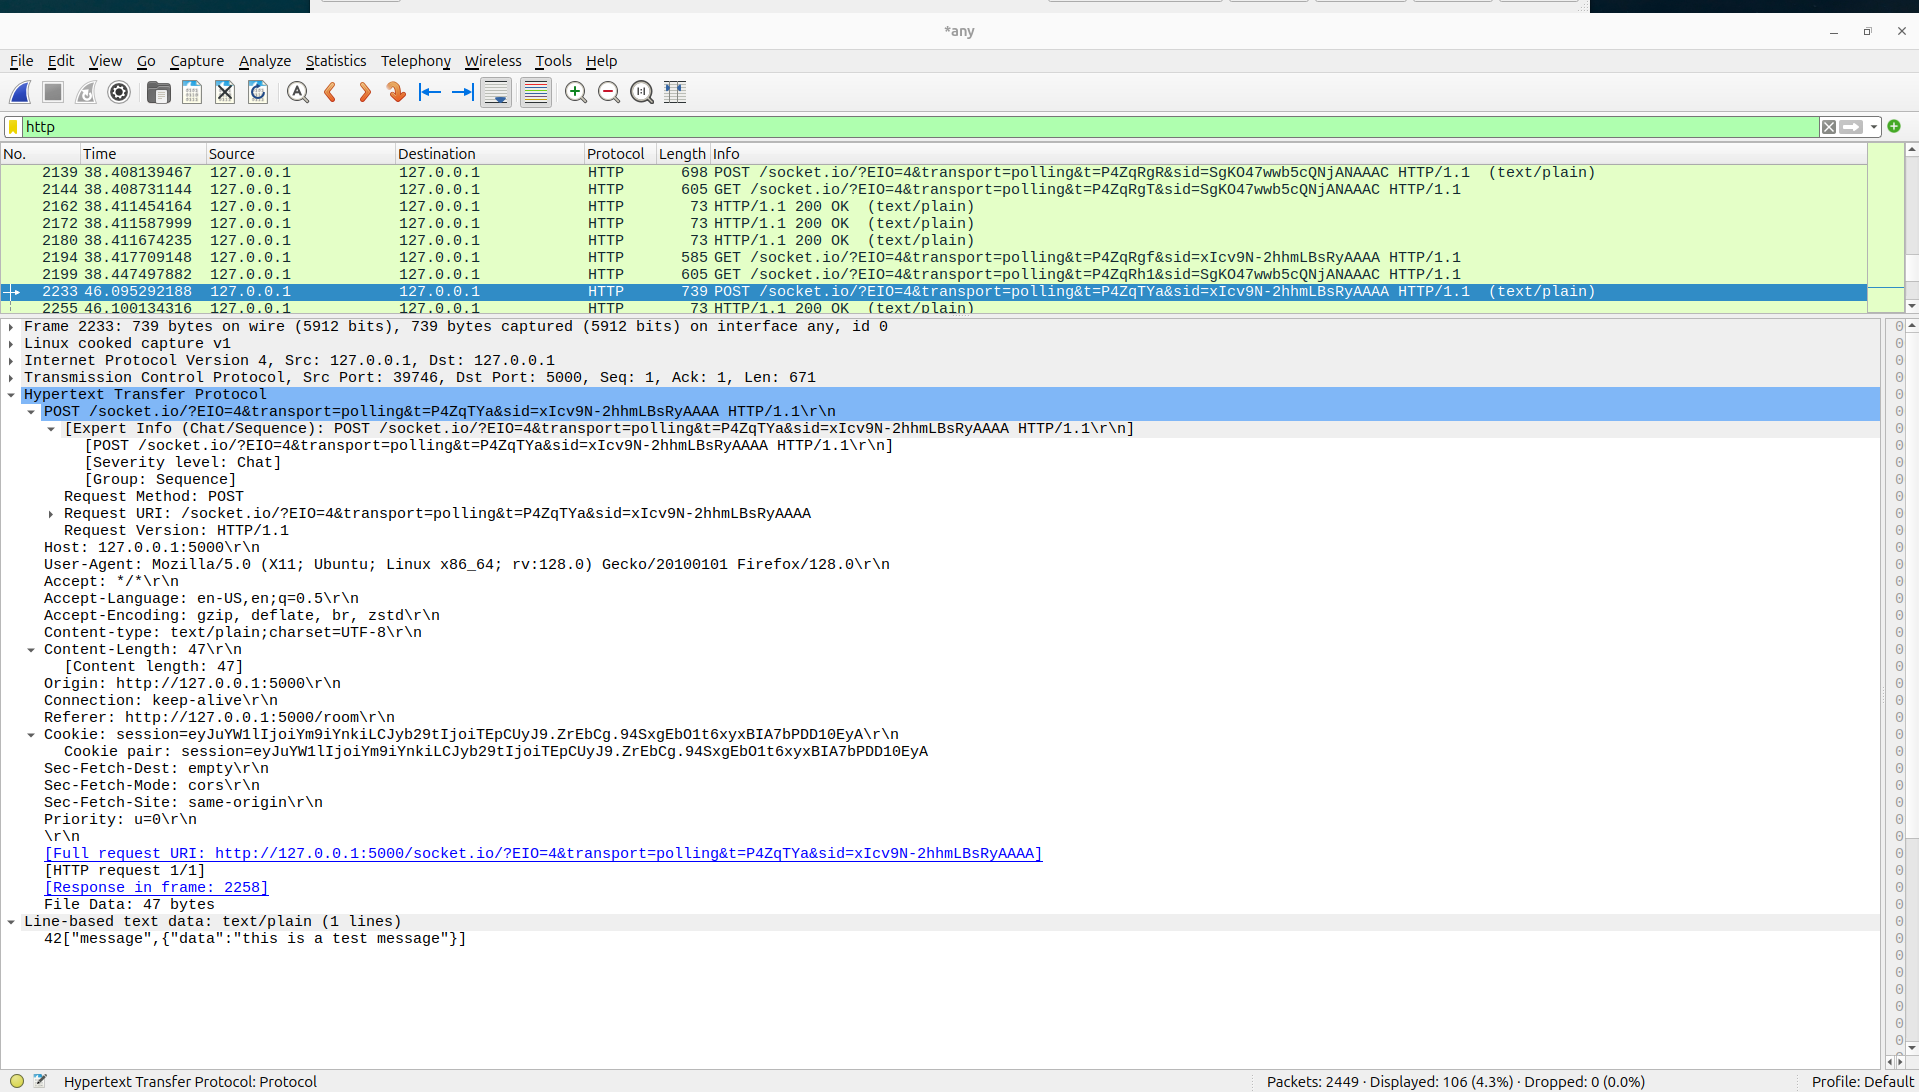 *any
File Edit View Go Capture Analyze Statistics Telephony Wireless Tools Help
http
No. Time Source Destination Protocol Length Info
2139 38.408139467 127.0.0.1 127.0.0.1 HTTP 698 POST /socket.io/?EIO=4&transport=polling&t=P4ZqRgR&sid=SgKO47wwb5cQNjANAAAC HTTP/1.1 (text/plain)
2144 38.408731144 127.0.0.1 127.0.0.1 HTTP 605 GET /socket.io/?EIO=4&transport=polling&t=P4ZqRgT&sid=SgKO47wwb5cQNjANAAAC HTTP/1.1
2162 38.411454164 127.0.0.1 127.0.0.1 HTTP 73 HTTP/1.1 200 OK (text/plain)
2172 38.411587999 127.0.0.1 127.0.0.1 HTTP 73 HTTP/1.1 200 OK (text/plain)
2180 38.411674235 127.0.0.1 127.0.0.1 HTTP 73 HTTP/1.1 200 OK (text/plain)
2194 38.417709148 127.0.0.1 127.0.0.1 HTTP 585 GET /socket.io/?EIO=4&transport=polling&t=P4ZqRgf&sid=xIcv9N-2hhmLBsRyAAAA HTTP/1.1
2199 38.447497882 127.0.0.1 127.0.0.1 HTTP 605 GET /socket.io/?EIO=4&transport=polling&t=P4ZqRh1&sid=SgKO47wwb5cQNjANAAAC HTTP/1.1
2233 46.095292188 127.0.0.1 127.0.0.1 HTTP 739 POST /socket.io/?EIO=4&transport=polling&t=P4ZqTYa&sid=xIcv9N-2hhmLBsRyAAAA HTTP/1.1 (text/plain)
2255 46.100134316 127.0.0.1 127.0.0.1 HTTP 73 HTTP/1.1 200 OK (text/plain)
Frame 2233: 739 bytes on wire (5912 bits), 739 bytes captured (5912 bits) on interface any, id 0
Linux cooked capture v1
Internet Protocol Version 4, Src: 127.0.0.1, Dst: 127.0.0.1
Transmission Control Protocol, Src Port: 39746, Dst Port: 5000, Seq: 1, Ack: 1, Len: 671
Hypertext Transfer Protocol
POST /socket.io/?EIO=4&transport=polling&t=P4ZqTYa&sid=xIcv9N-2hhmLBsRyAAAA HTTP/1.1\r\n
[Expert Info (Chat/Sequence): POST /socket.io/?EIO=4&transport=polling&t=P4ZqTYa&sid=xIcv9N-2hhmLBsRyAAAA HTTP/1.1\r\n]
[POST /socket.io/?EIO=4&transport=polling&t=P4ZqTYa&sid=xIcv9N-2hhmLBsRyAAAA HTTP/1.1\r\n]
[Severity level: Chat]
[Group: Sequence]
Request Method: POST
Request URI: /socket.io/?EIO=4&transport=polling&t=P4ZqTYa&sid=xIcv9N-2hhmLBsRyAAAA
Request Version: HTTP/1.1
Host: 127.0.0.1:5000\r\n
User-Agent: Mozilla/5.0 (X11; Ubuntu; Linux x86_64; rv:128.0) Gecko/20100101 Firefox/128.0\r\n
Accept: */*\r\n
Accept-Language: en-US,en;q=0.5\r\n
Accept-Encoding: gzip, deflate, br, zstd\r\n
Content-type: text/plain;charset=UTF-8\r\n
Content-Length: 47\r\n
[Content length: 47]
Origin: http://127.0.0.1:5000\r\n
Connection: keep-alive\r\n
Referer: http://127.0.0.1:5000/room\r\n
Cookie: session=eyJuYW1lIjoiYm9iYnkiLCJyb29tIjoiTEpCUyJ9.ZrEbCg.94SxgEbO1t6xyxBIA7bPDD10EyA\r\n
Cookie pair: session=eyJuYW1lIjoiYm9iYnkiLCJyb29tIjoiTEpCUyJ9.ZrEbCg.94SxgEbO1t6xyxBIA7bPDD10EyA
Sec-Fetch-Dest: empty\r\n
Sec-Fetch-Mode: cors\r\n
Sec-Fetch-Site: same-origin\r\n
Priority: u=0\r\n
\r\n
[Full request URI: http://127.0.0.1:5000/socket.io/?EIO=4&transport=polling&t=P4ZqTYa&sid=xIcv9N-2hhmLBsRyAAAA]
[HTTP request 1/1]
[Response in frame: 2258]
File Data: 47 bytes
Line-based text data: text/plain (1 lines)
42["message",{"data":"this is a test message"}]
Hypertext Transfer Protocol: Protocol
Packets: 2449 · Displayed: 106 (4.3%) · Dropped: 0 (0.0%)
Profile: Default